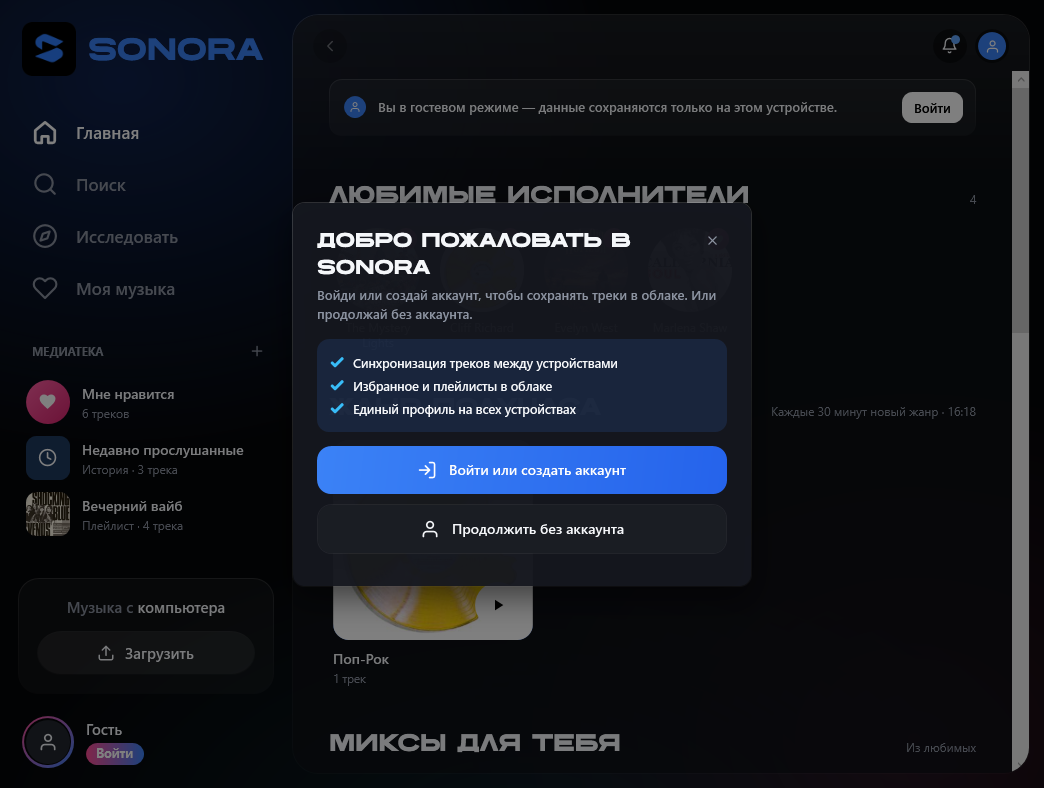 SONORA
Главная
Поиск
Исследовать
Моя музыка
МЕДИАТЕКА
Мне нравится
6 треков
Недавно прослушанные
История · 3 трека
Вечерний вайб
Плейлист · 4 трека
Музыка с компьютера
Загрузить
Гость
Войти
Вы в гостевом режиме — данные сохраняются только на этом устройстве.
Войти
ЛЮБИМЫЕ ИСПОЛНИТЕЛИ
4
ДОБРО ПОЖАЛОВАТЬ В
SONORA
Войди или создай аккаунт, чтобы сохранять треки в облаке. Или
продолжай без аккаунта.
Синхронизация треков между устройствами
Избранное и плейлисты в облаке
Единый профиль на всех устройствах
Войти или создать аккаунт
Продолжить без аккаунта
Каждые 30 минут новый жанр · 16:18
Поп-Рок
1 трек
МИКСЫ ДЛЯ ТЕБЯ
Из любимых